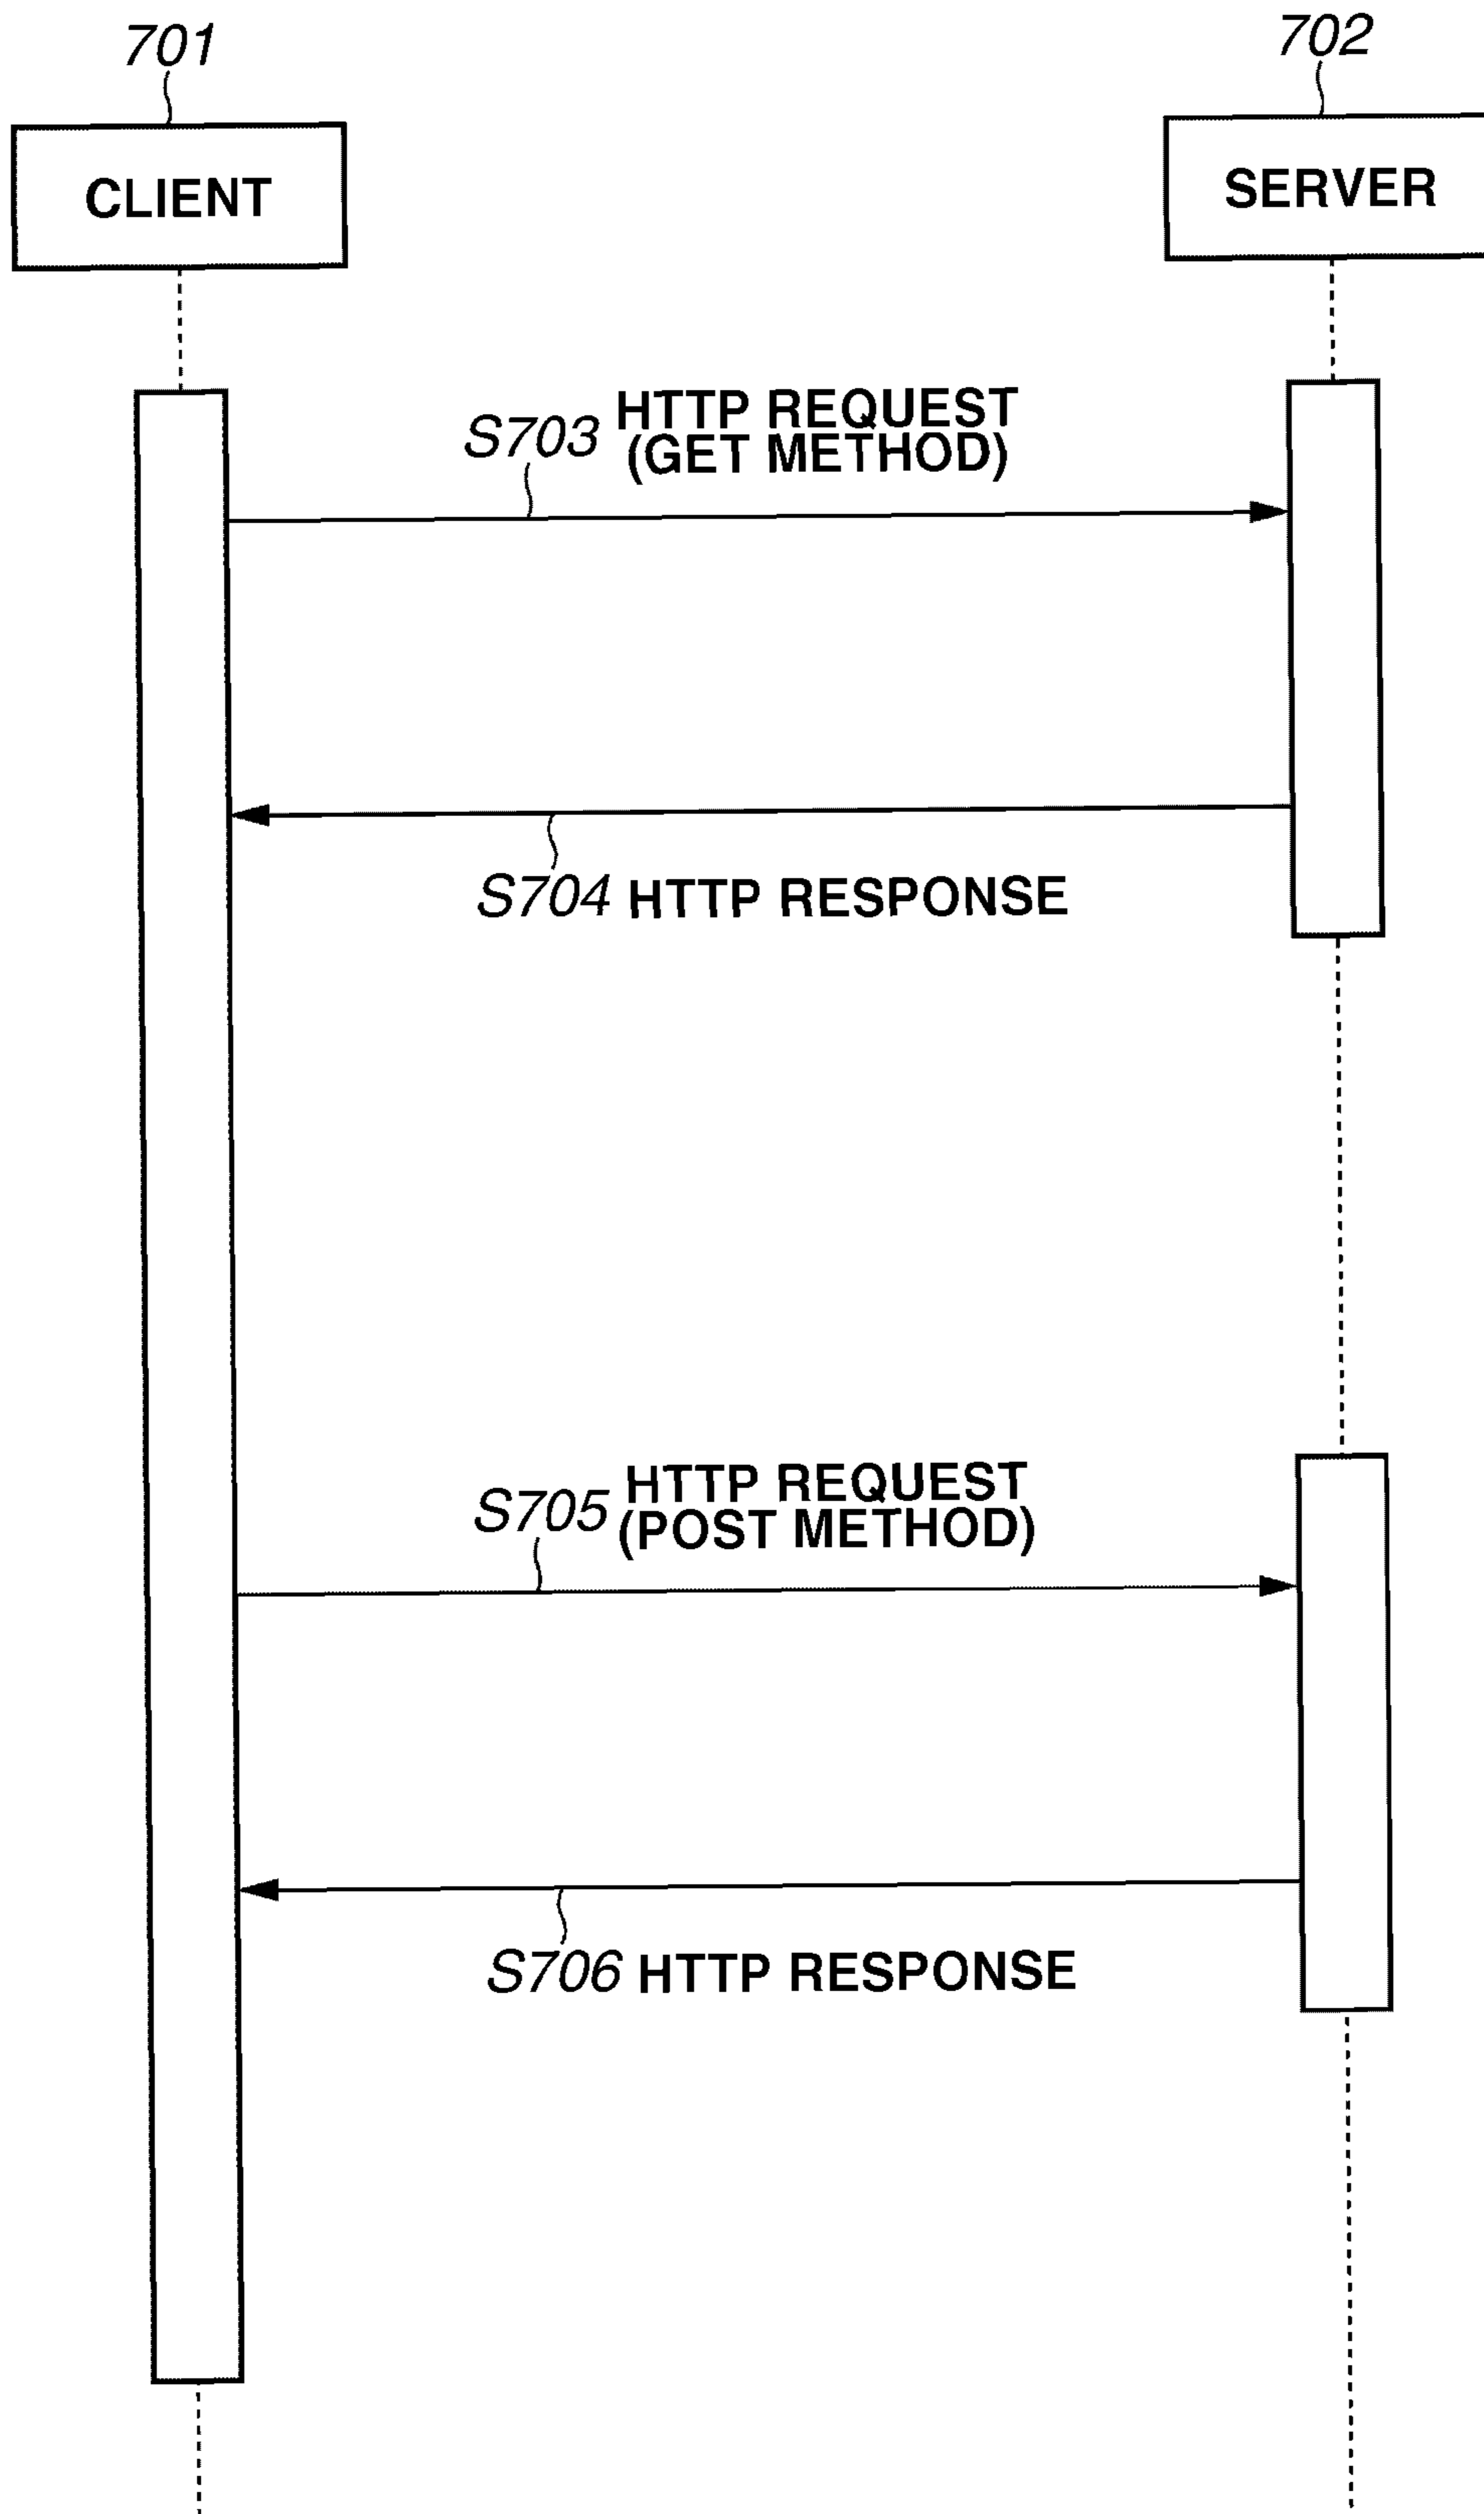 701
702
CLIENT
SERVER
S703 HTTP REQUEST
(GET METHOD)
S704 HTTP RESPONSE
S705 HTTP REQUEST
(POST METHOD)
S706 HTTP RESPONSE